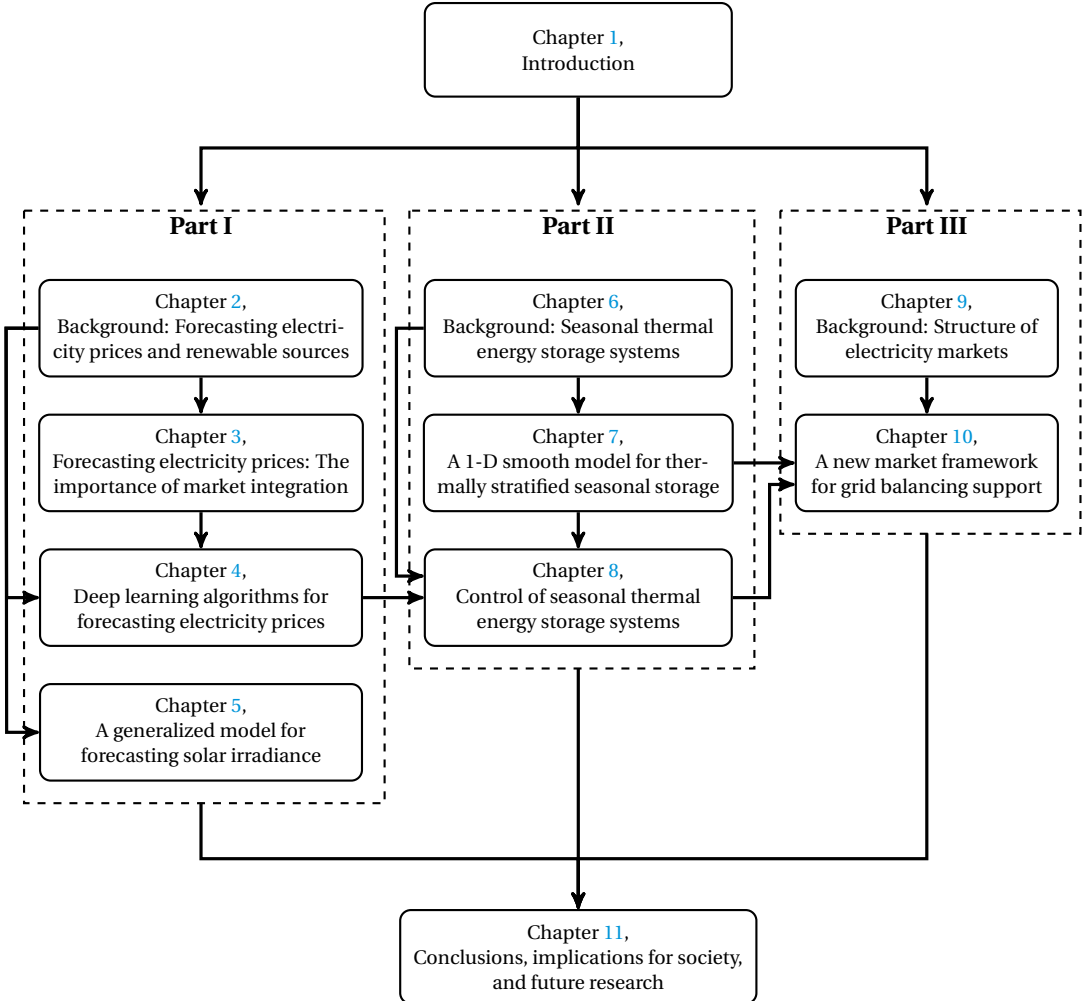 Chapter 1,
Introduction
Part I
Chapter 2,
Background: Forecasting electri-
city prices and renewable sources
Chapter 3,
Forecasting electricity prices: The
importance of market integration
Chapter 4,
Deep learning algorithms for
forecasting electricity prices
Chapter 5,
A generalized model for
forecasting solar irradiance
Part II
Chapter 6,
Background: Seasonal thermal
energy storage systems
Chapter 7,
A 1-D smooth model for ther-
mally stratified seasonal storage
Chapter 8,
Control of seasonal thermal
energy storage systems
Part III
Chapter 9,
Background: Structure of
electricity markets
Chapter 10,
A new market framework
for grid balancing support
Chapter 11,
Conclusions, implications for society,
and future research